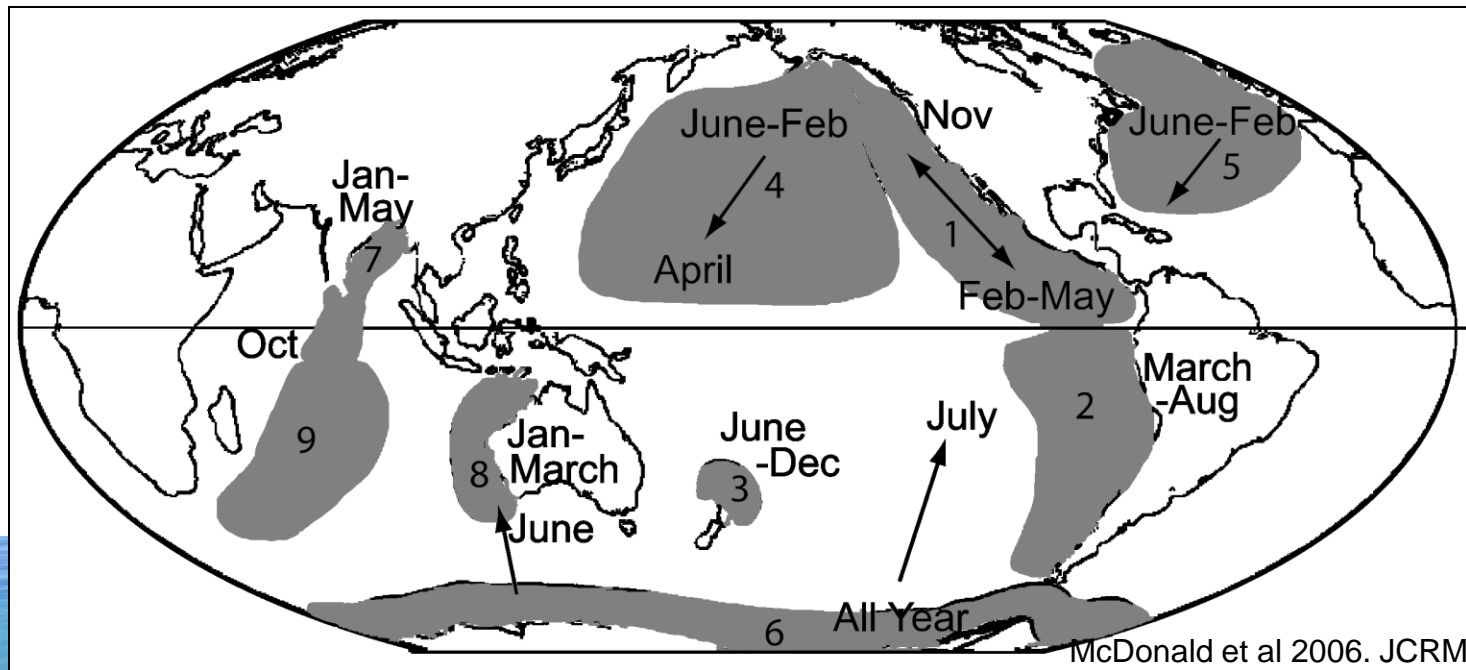 June-Feb
4
April
Nov
1
Feb-May
June-Feb
5
Jan-
May
7
Oct
9
Jan-
March
8
June
June
-Dec
3
July
March
-Aug
2
All Year
6
McDonald et al 2006. JCRM